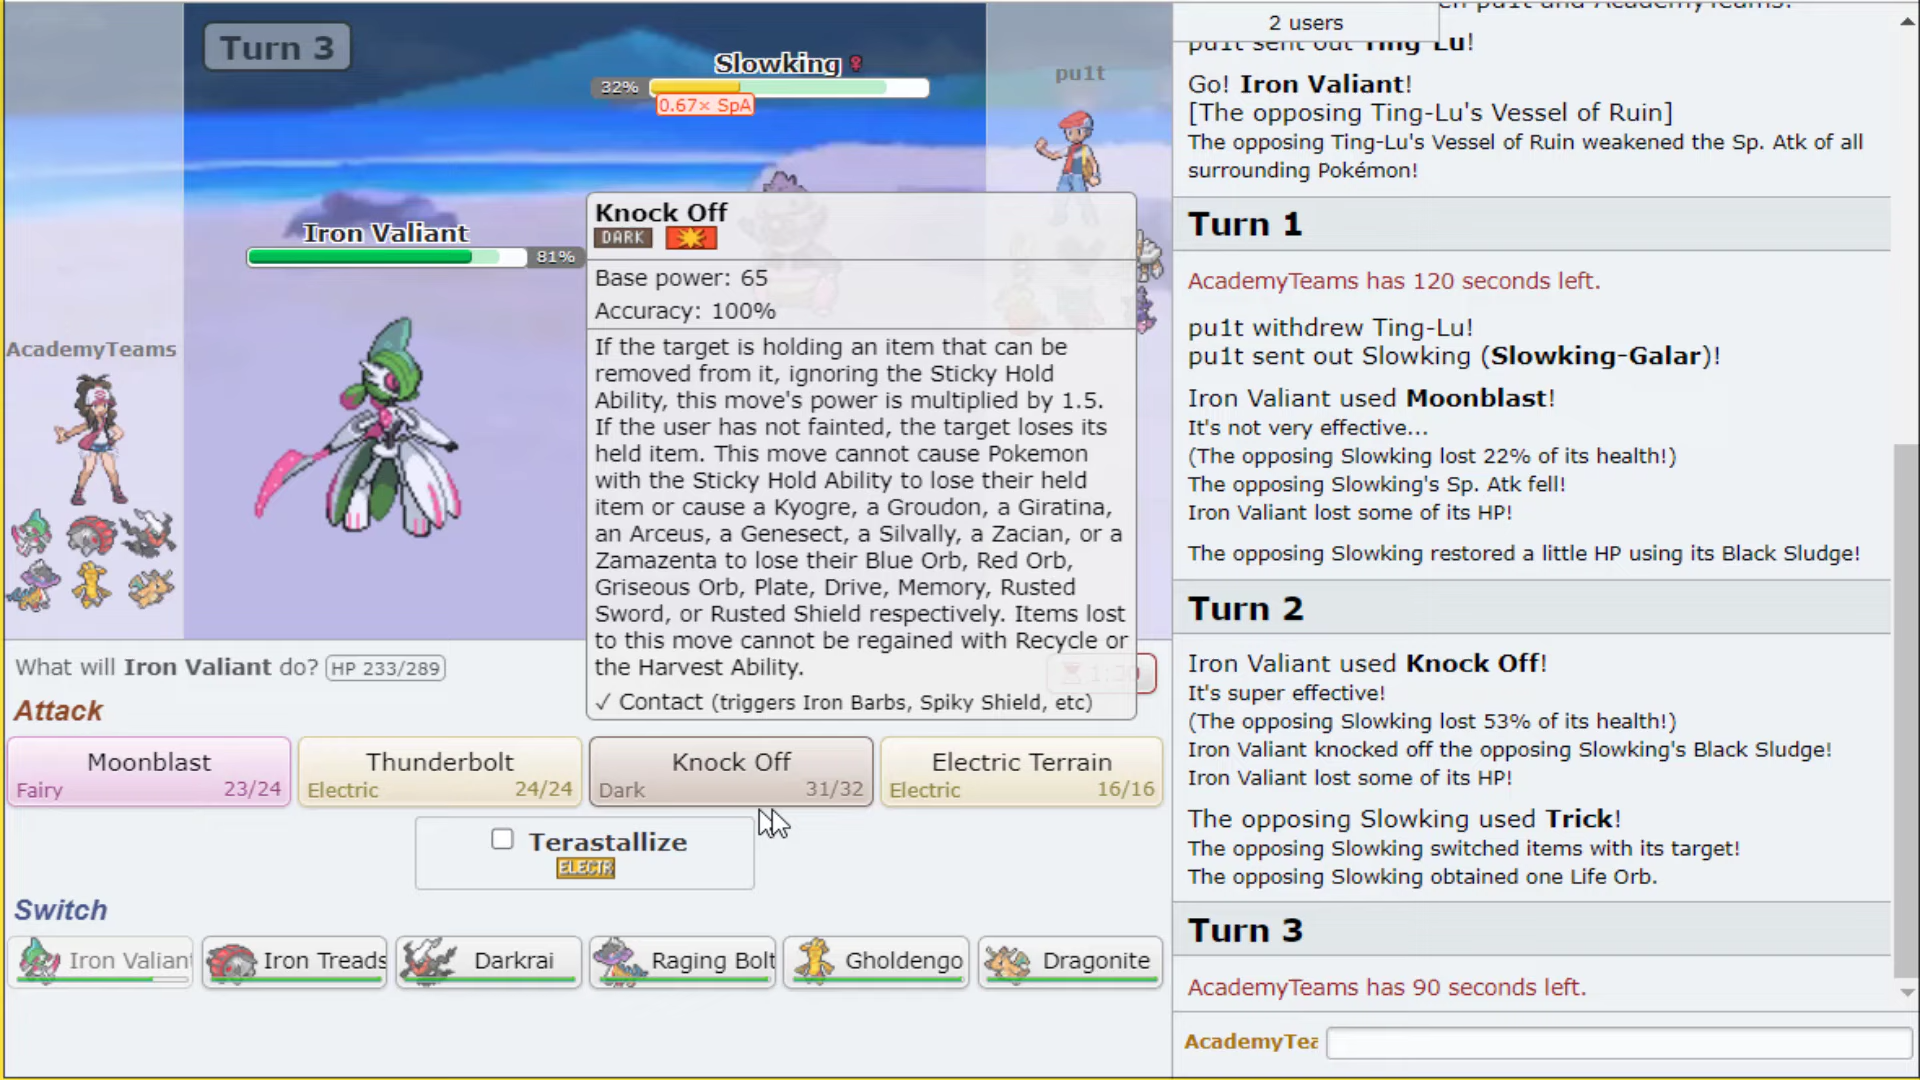 Turn 3
Slowking
32%
0.67× SpA
pu1t
Iron Valiant
81%
AcademyTeams
Knock Off
DARK
Base power: 65
Accuracy: 100%
If the target is holding an item that can be
removed from it, ignoring the Sticky Hold
Ability, this move's power is multiplied by 1.5.
If the user has not fainted, the target loses its
held item. This move cannot cause Pokemon
with the Sticky Hold Ability to lose their held
item or cause a Kyogre, a Groudon, a Giratina,
an Arceus, a Genesect, a Silvally, a Zacian, or a
Zamazenta to lose their Blue Orb, Red Orb,
Griseous Orb, Plate, Drive, Memory, Rusted
Sword, or Rusted Shield respectively. Items lost
to this move cannot be regained with Recycle or
the Harvest Ability.
✓ Contact (triggers Iron Barbs, Spiky Shield, etc)
What will Iron Valiant do? HP 233/289
Attack
Moonblast
Fairy 23/24
Thunderbolt
Electric 24/24
Knock Off
Dark 31/32
Electric Terrain
Electric 16/16
Terastallize
ELECTR
Switch
Iron Valiant
Iron Treads
Darkrai
Raging Bolt
Gholdengo
Dragonite
2 users
pu1t and AcademyTeams!
pu1t sent out Ting-Lu!
Go! Iron Valiant!
[The opposing Ting-Lu's Vessel of Ruin]
The opposing Ting-Lu's Vessel of Ruin weakened the Sp. Atk of all
surrounding Pokémon!
Turn 1
AcademyTeams has 120 seconds left.
pu1t withdrew Ting-Lu!
pu1t sent out Slowking (Slowking-Galar)!
Iron Valiant used Moonblast!
It's not very effective...
(The opposing Slowking lost 22% of its health!)
The opposing Slowking's Sp. Atk fell!
Iron Valiant lost some of its HP!
The opposing Slowking restored a little HP using its Black Sludge!
Turn 2
Iron Valiant used Knock Off!
It's super effective!
(The opposing Slowking lost 53% of its health!)
Iron Valiant knocked off the opposing Slowking's Black Sludge!
Iron Valiant lost some of its HP!
The opposing Slowking used Trick!
The opposing Slowking switched items with its target!
The opposing Slowking obtained one Life Orb.
Turn 3
AcademyTeams has 90 seconds left.
AcademyTea